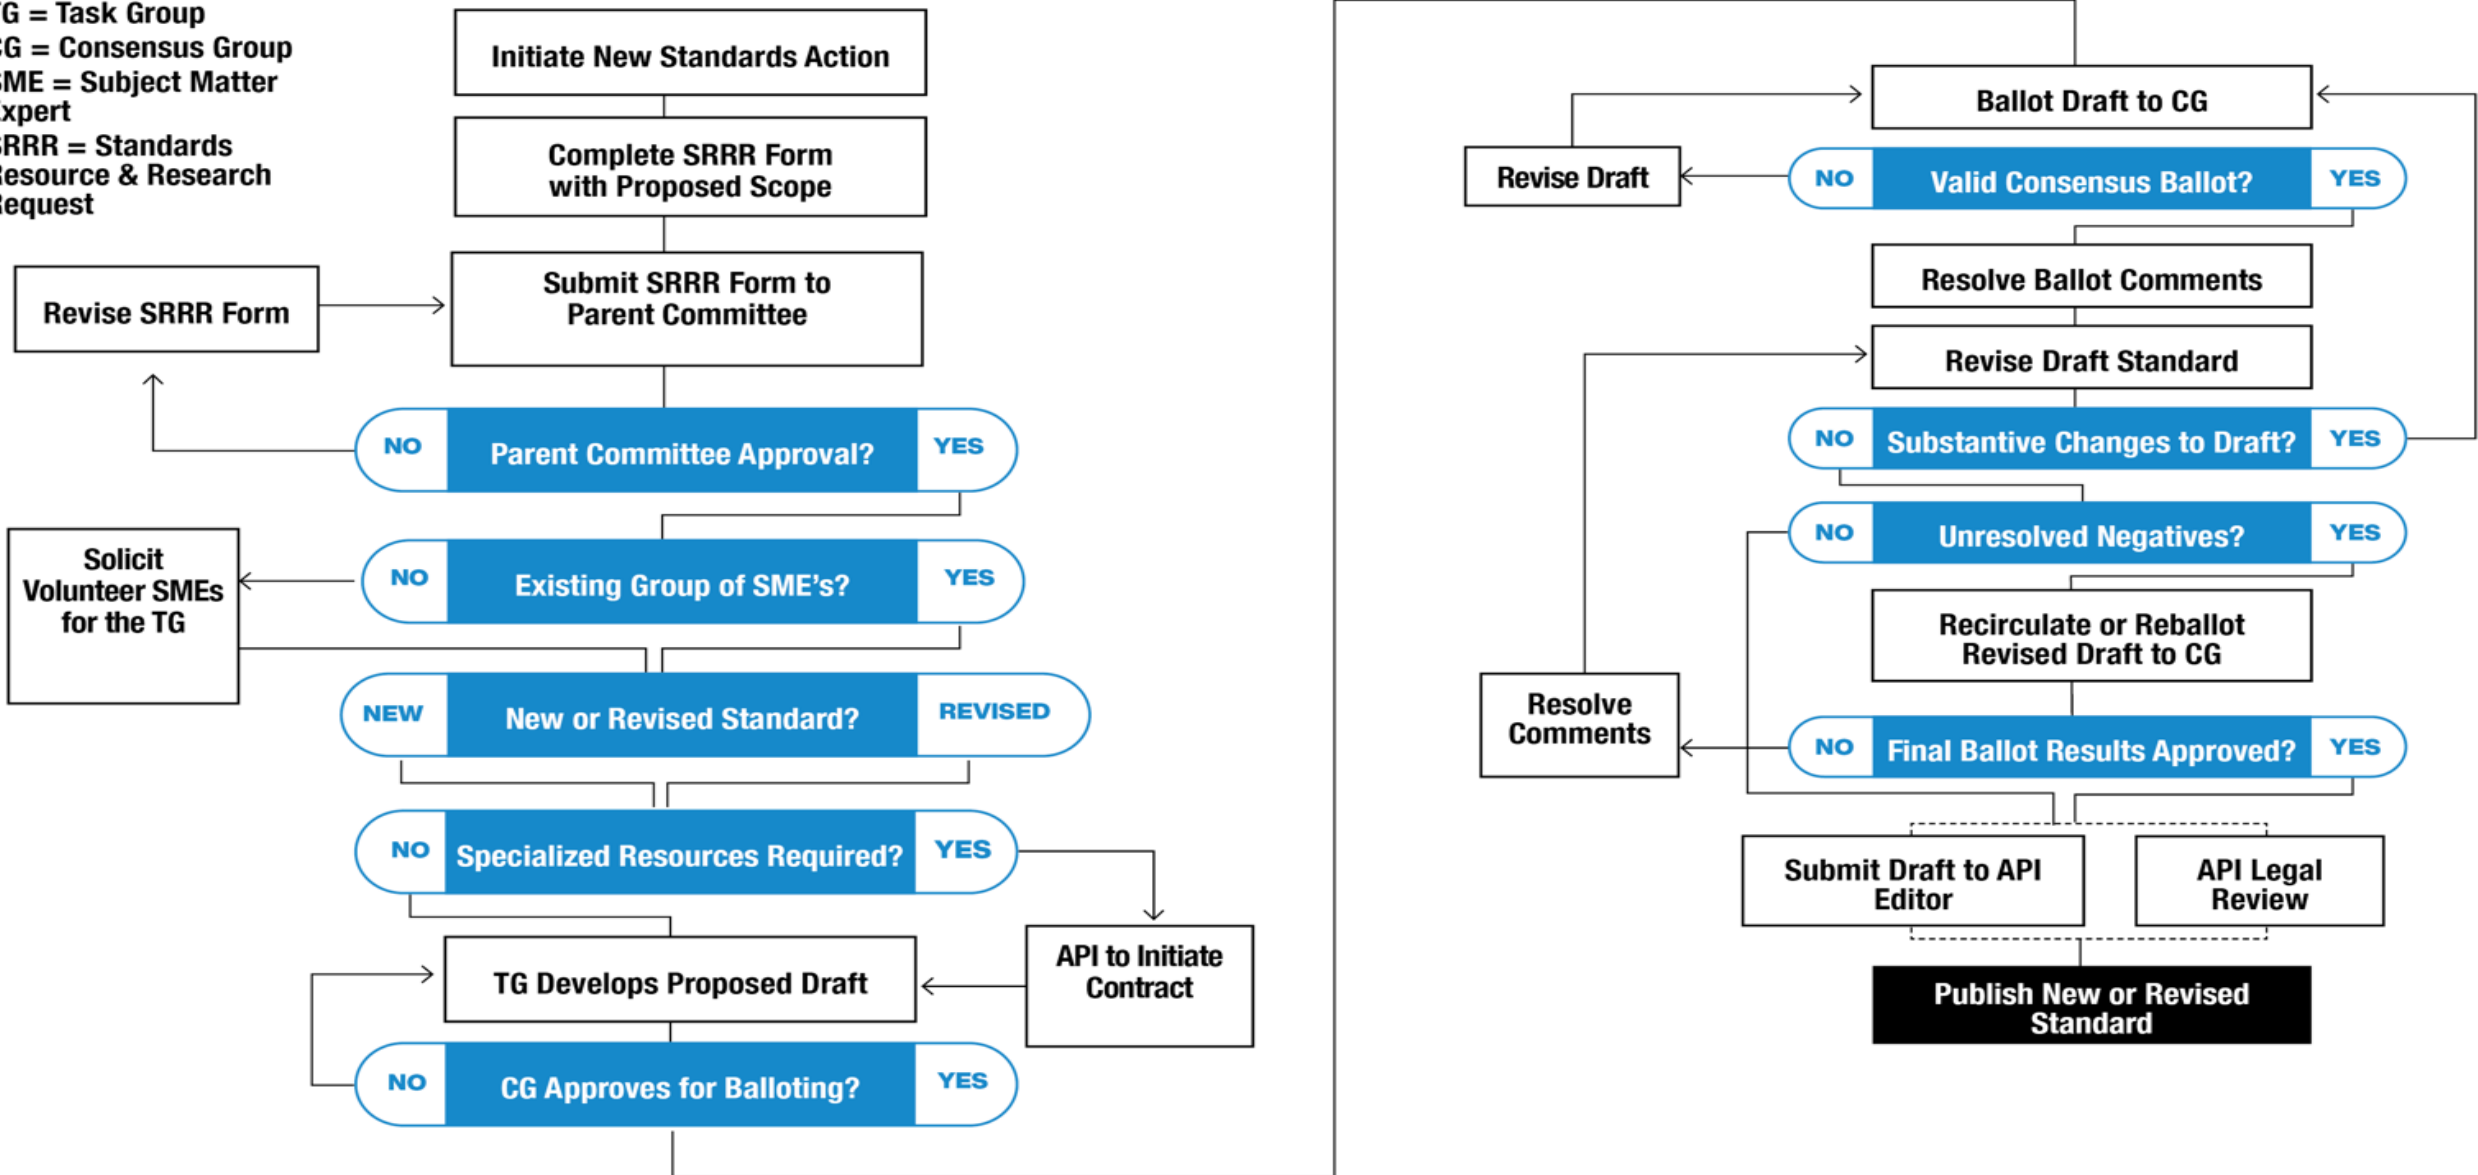 G = Task Group
CG = Consensus Group
SME = Subject Matter
Expert
SRRR = Standards
Resource & Research
Request
Initiate New Standards Action
Complete SRRR Form
with Proposed Scope
Submit SRRR Form to
Parent Committee
Revise SRRR Form
NO
Parent Committee Approval?
YES
Solicit
Volunteer SMEs
for the TG
NO
Existing Group of SME's?
YES
NEW
New or Revised Standard?
REVISED
NO
Specialized Resources Required?
YES
API to Initiate
Contract
TG Develops Proposed Draft
NO
CG Approves for Balloting?
YES
Ballot Draft to CG
Revise Draft
NO
Valid Consensus Ballot?
YES
Resolve Ballot Comments
Revise Draft Standard
NO
Substantive Changes to Draft?
YES
NO
Unresolved Negatives?
YES
Recirculate or Reballot
Revised Draft to CG
Resolve
Comments
NO
Final Ballot Results Approved?
YES
Submit Draft to API
Editor
API Legal
Review
Publish New or Revised
Standard